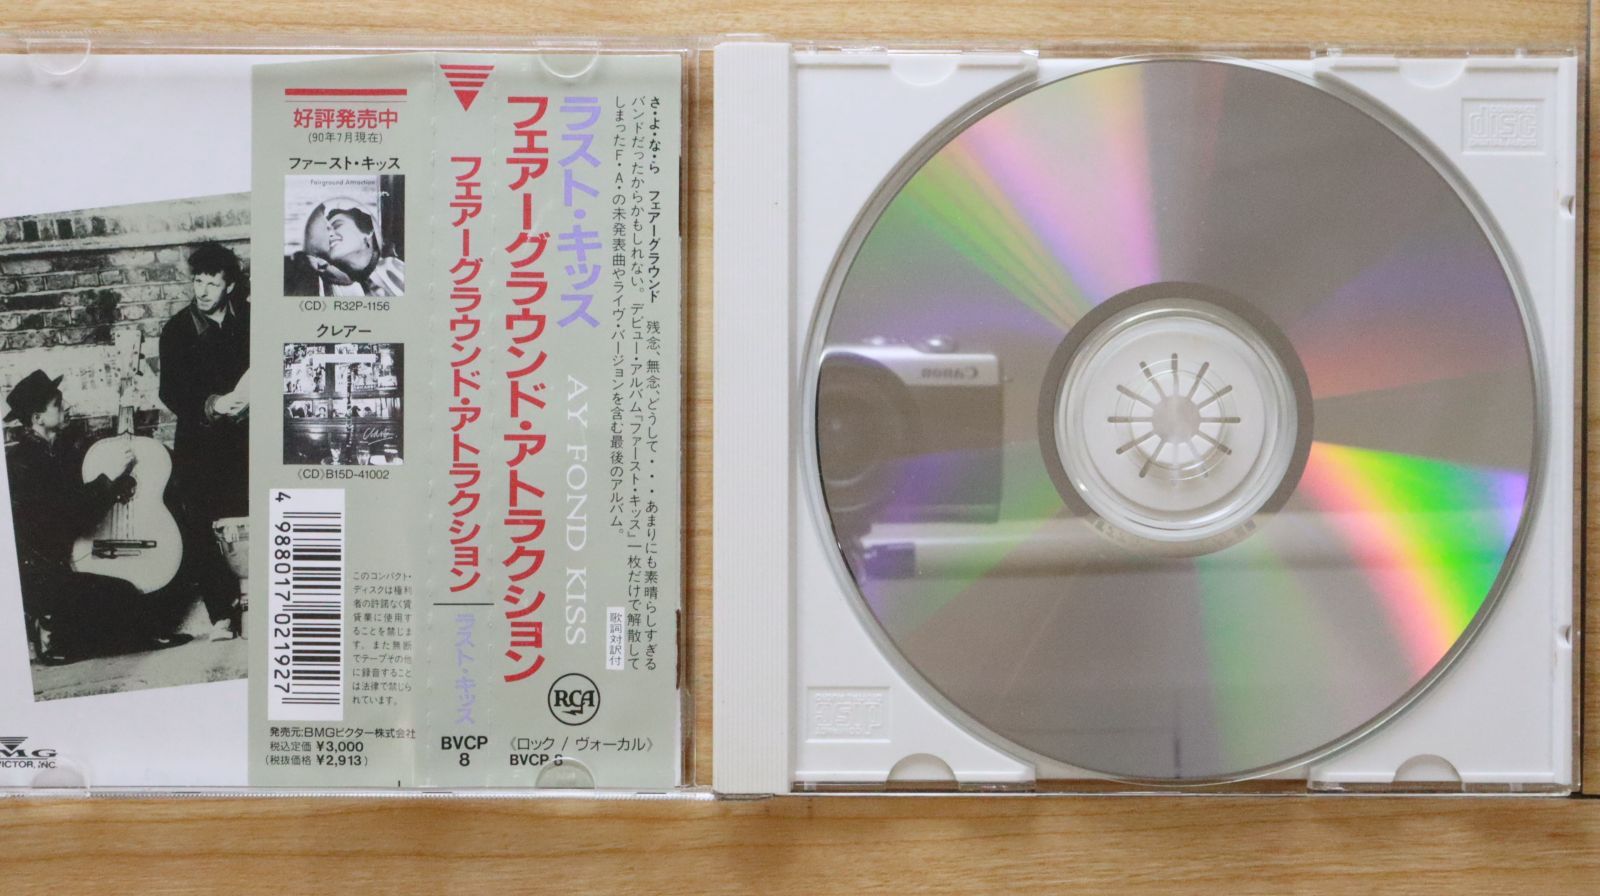 好評発売中
(90年7月現在)
ファースト・キッス
Fairground Attraction
《CD》 R32P-1156
クレアー
《CD》B15D-41002
4 988017 021927
このコンパクト・
ディスクは権利
者の許諾なく賃
貸業に使用す
ることを禁じま
す。また無断
でテープその他
に録音すること
は法律で禁じら
れています。
発売元:BMGビクター株式会社
税込定価 ¥3,000
(税抜価格 ¥2,913)
VICTOR, INC.
フェアーグラウンド・アトラクション
ラスト・キッス
BVCP
8
ラスト・キッス
AY FOND KISS
フェアーグラウンド・アトラクション
RCA
《ロック / ヴォーカル》
BVCP 8
さ・よ・な・ら フェアーグラウンド 残念、無念、どうして・・・あまりにも素晴らしすぎる
バンドだったからかもしれない。デビュー・アルバム「ファースト・キッス」一枚だけで解散して
しまったF・A・の未発表曲やライヴ・バージョンを含む最後のアルバム。
歌詞対訳付
COMPACT
disc
DIGITAL AUDIO
Canon